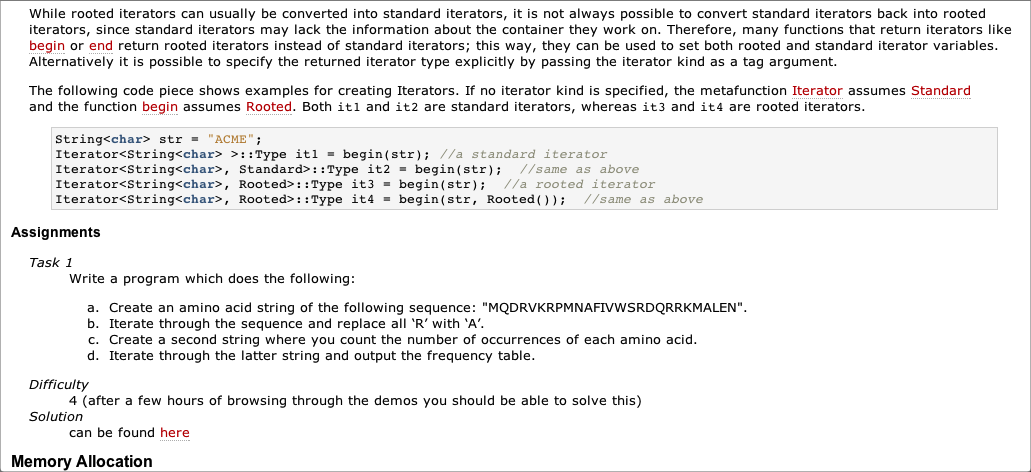 While rooted iterators can usually be converted into standard iterators, it is not always possible to convert standard iterators back into rooted
iterators, since standard iterators may lack the information about the container they work on. Therefore, many functions that return iterators like
begin or end return rooted iterators instead of standard iterators; this way, they can be used to set both rooted and standard iterator variables.
Alternatively it is possible to specify the returned iterator type explicitly by passing the iterator kind as a tag argument.
The following code piece shows examples for creating Iterators. If no iterator kind is specified, the metafunction Iterator assumes Standard
and the function begin assumes Rooted. Both it1 and it2 are standard iterators, whereas it3 and it4 are rooted iterators.
String<char> str = "ACME";
Iterator<String<char> >::Type it1 = begin(str); //a standard iterator
Iterator<String<char>, Standard>::Type it2 = begin(str);  //same as above
Iterator<String<char>, Rooted>::Type it3 = begin(str);  //a rooted iterator
Iterator<String<char>, Rooted>::Type it4 = begin(str, Rooted());  //same as above
Assignments
Task 1
Write a program which does the following:
a. Create an amino acid string of the following sequence: "MQDRVKRPMNAFIVWSRDQRRKMALEN".
b. Iterate through the sequence and replace all ‘R’ with ‘A’.
c. Create a second string where you count the number of occurrences of each amino acid.
d. Iterate through the latter string and output the frequency table.
Difficulty
4 (after a few hours of browsing through the demos you should be able to solve this)
Solution
can be found here
Memory Allocation